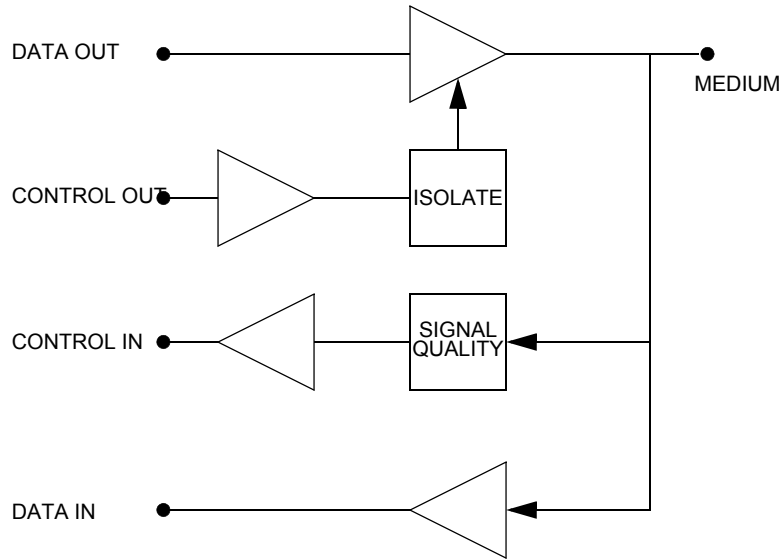 DATA OUT
MEDIUM
CONTROL OUT
ISOLATE
CONTROL IN
SIGNAL
QUALITY
DATA IN